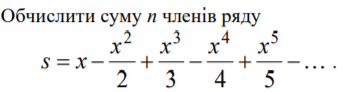 Обчислити суму n членів ряду
s = x − x²/2 + x³/3 − x⁴/4 + x⁵/5 − … .